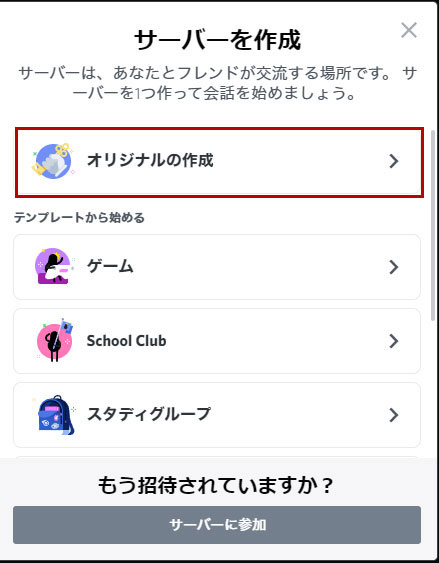 サーバーを作成
サーバーは、あなたとフレンドが交流する場所です。 サ
ーバーを1つ作って会話を始めましょう。
オリジナルの作成
テンプレートから始める
ゲーム
School Club
スタディグループ
もう招待されていますか？
サーバーに参加